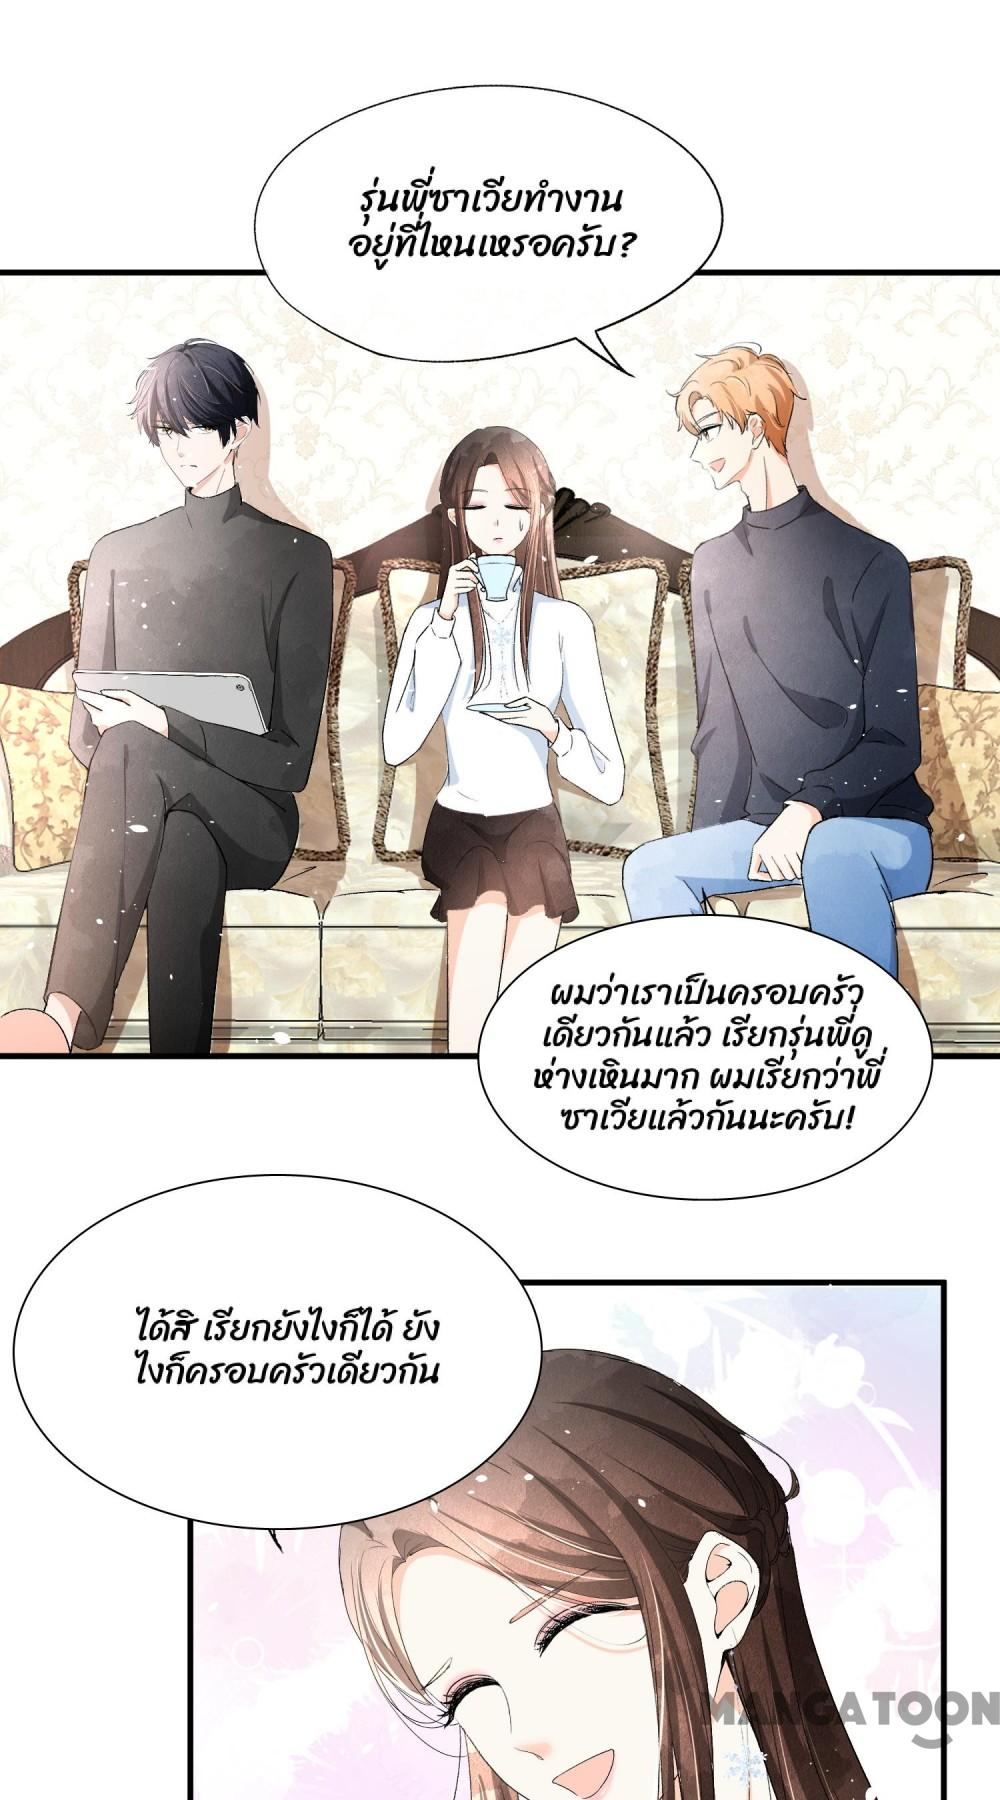 รุ่นพี่ซาเวียทำงาน
อยู่ที่ไหนเหรอครับ?
ผมว่าเราเป็นครอบครัว
เดียวกันแล้ว เรียกรุ่นพี่ดู
ห่างเหินมาก ผมเรียกว่าพี่
ซาเวียแล้วกันนะครับ!
ได้สิ เรียกยังไงก็ได้ ยัง
ไงก็ครอบครัวเดียวกัน
MANGATOON